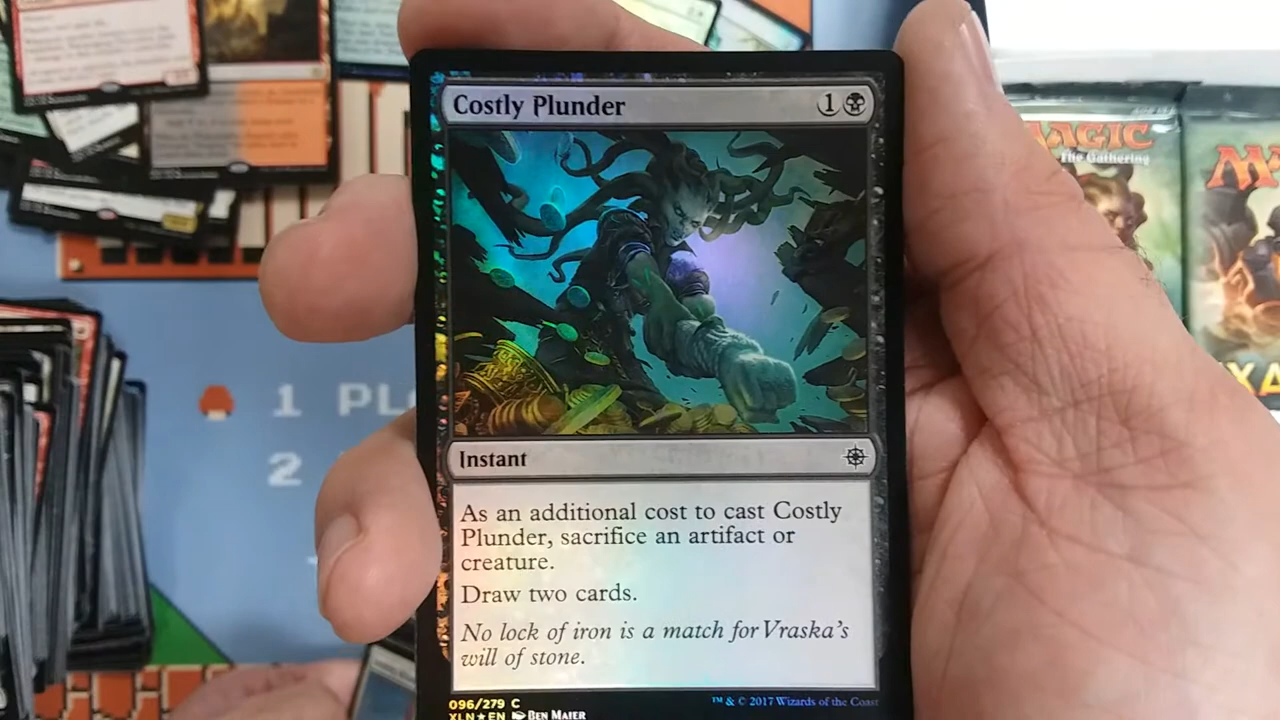 Costly Plunder 1
Instant
As an additional cost to cast Costly
Plunder, sacrifice an artifact or
creature.
Draw two cards.
No lock of iron is a match for Vraska's
will of stone.
096/279 C
XLN★EN Ben Maier
™ & © 2017 Wizards of the Coast
1 PL
2
MAGIC
The Gathering
M
XA